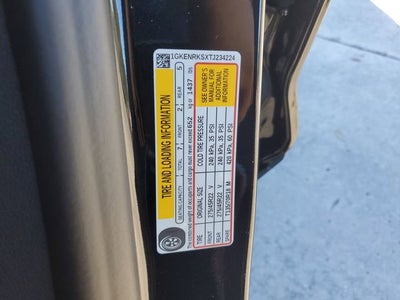 1GKENRKSXTJ234224
TIRE AND LOADING INFORMATION
SEATING CAPACITY TOTAL 7 FRONT 2 REAR 5
The combined weight of occupants and cargo must never exceed 652 kg or 1437 lbs
TIRE ORIGINAL SIZE COLD TIRE PRESSURE
FRONT 275/45R22 V 240 kPa, 35 PSI
REAR 275/45R22 V 240 kPa, 35 PSI
SPARE T135/70R18 M 420 kPa, 60 PSI
SEE OWNER'S
MANUAL FOR
ADDITIONAL
INFORMATION